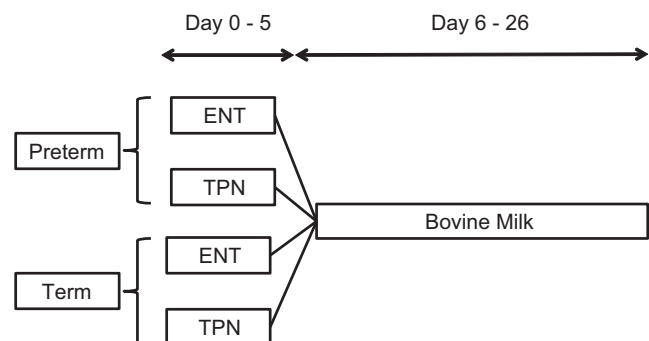 Day 0 - 5
Day 6 - 26
ENT
Preterm
TPN
Bovine Milk
ENT
Term
TPN